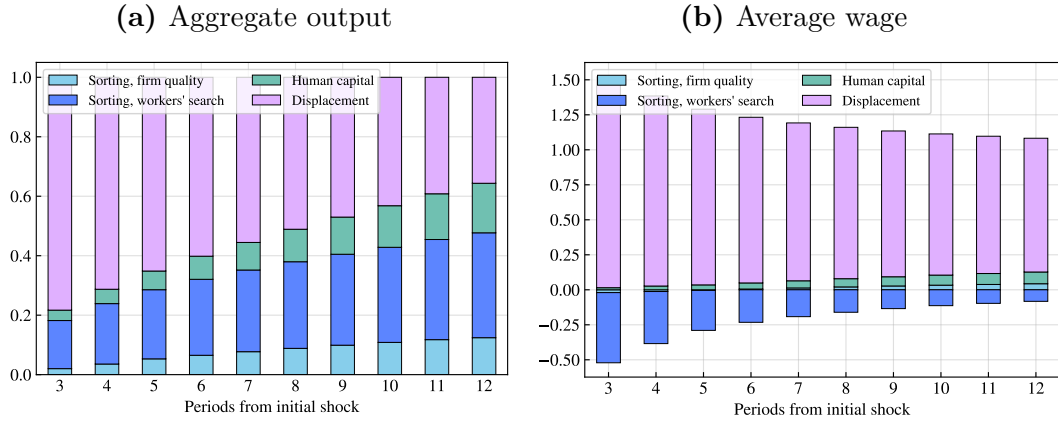 (a) Aggregate output
1.0
0.8
0.6
0.4
0.2
0.0
Sorting, firm quality
Sorting, workers' search
Human capital
Displacement
3 4 5 6 7 8 9 10 11 12
Periods from initial shock
(b) Average wage
1.50
1.25
1.00
0.75
0.50
0.25
0.00
−0.25
−0.50
Sorting, firm quality
Sorting, workers' search
Human capital
Displacement
3 4 5 6 7 8 9 10 11 12
Periods from initial shock